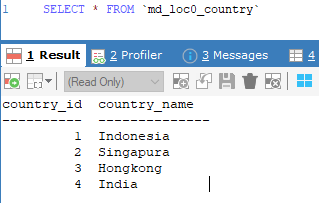 1 SELECT * FROM `md_loc0_country`
1 Result 2 Profiler 3 Messages 4
(Read Only)
country_id country_name
---------- --------------
1 Indonesia
2 Singapura
3 Hongkong
4 India